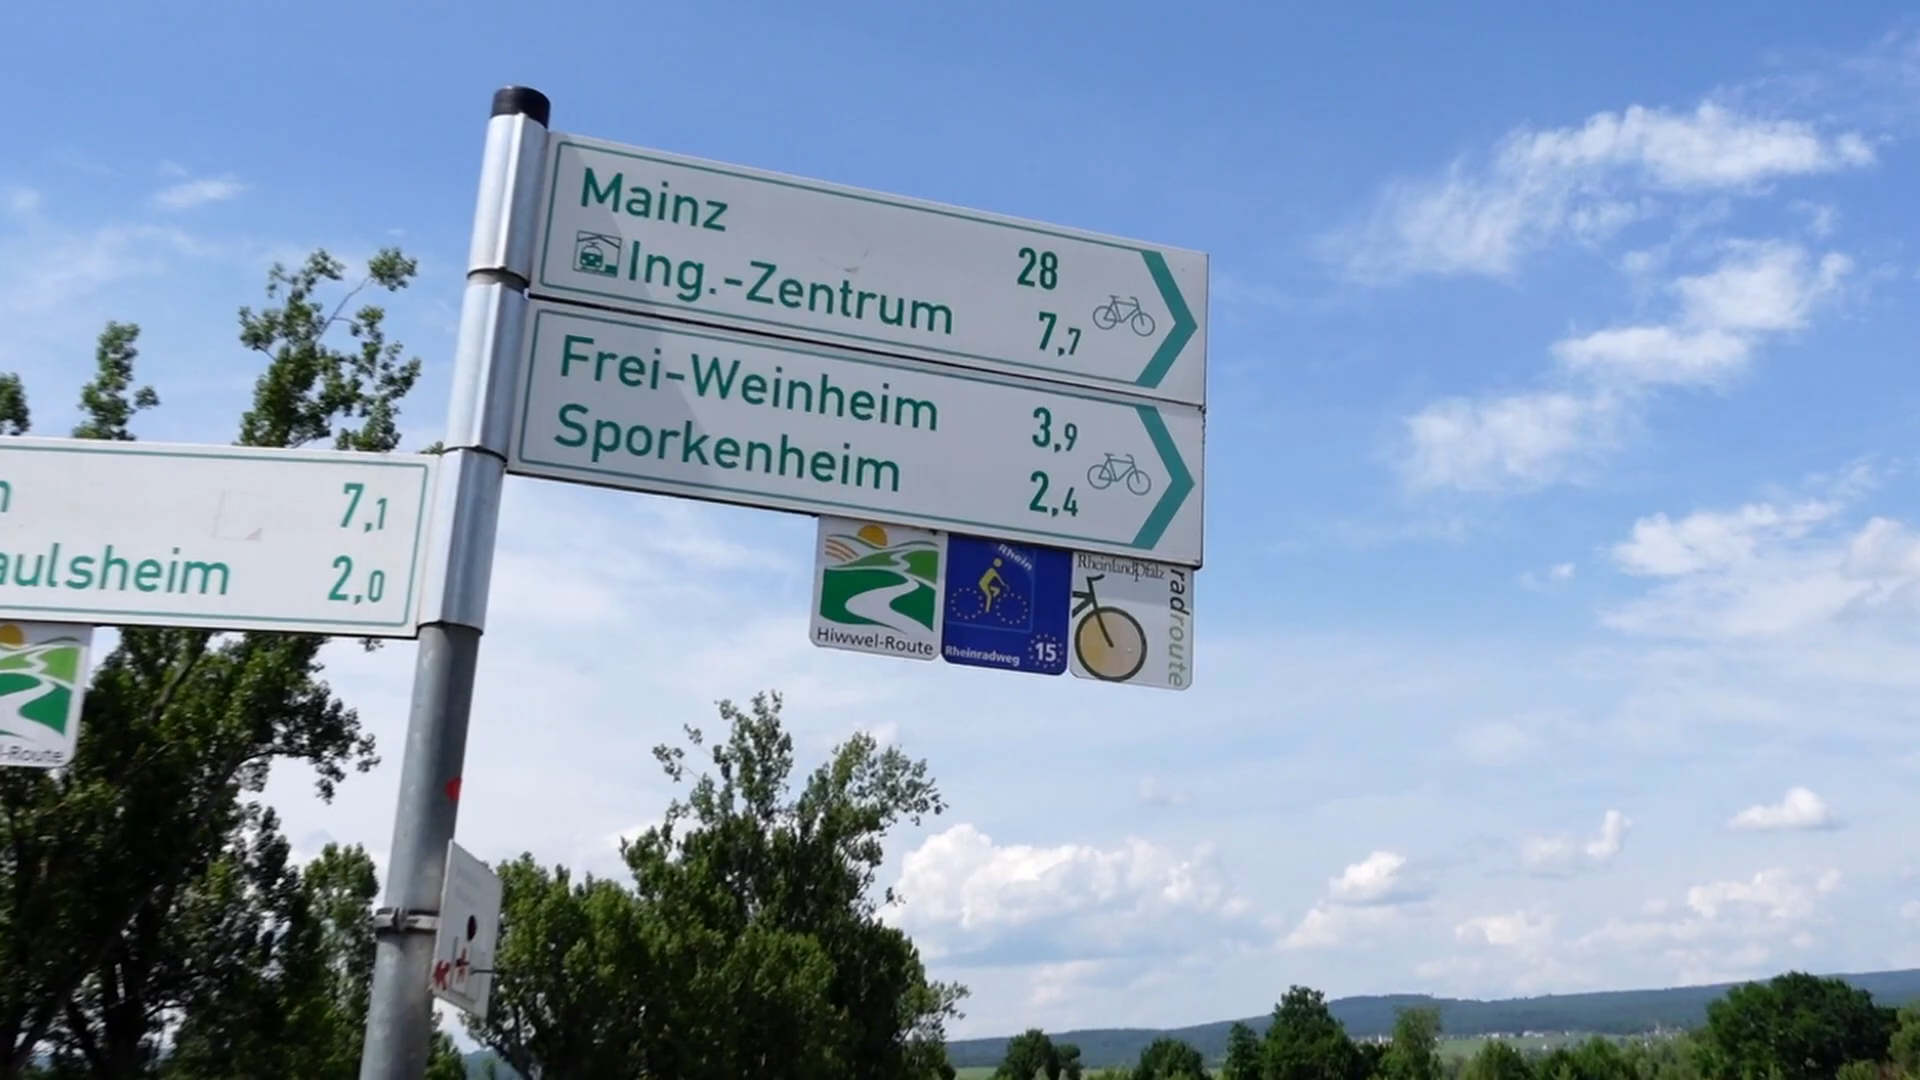 Mainz 28
Ing.-Zentrum 7,7
Frei-Weinheim 3,9
Sporkenheim 2,4
7,1
aulsheim 2,0
Hiwwel-Route
Rhein
Rheinradweg 15
RheinlandPfalz
radroute
-Route